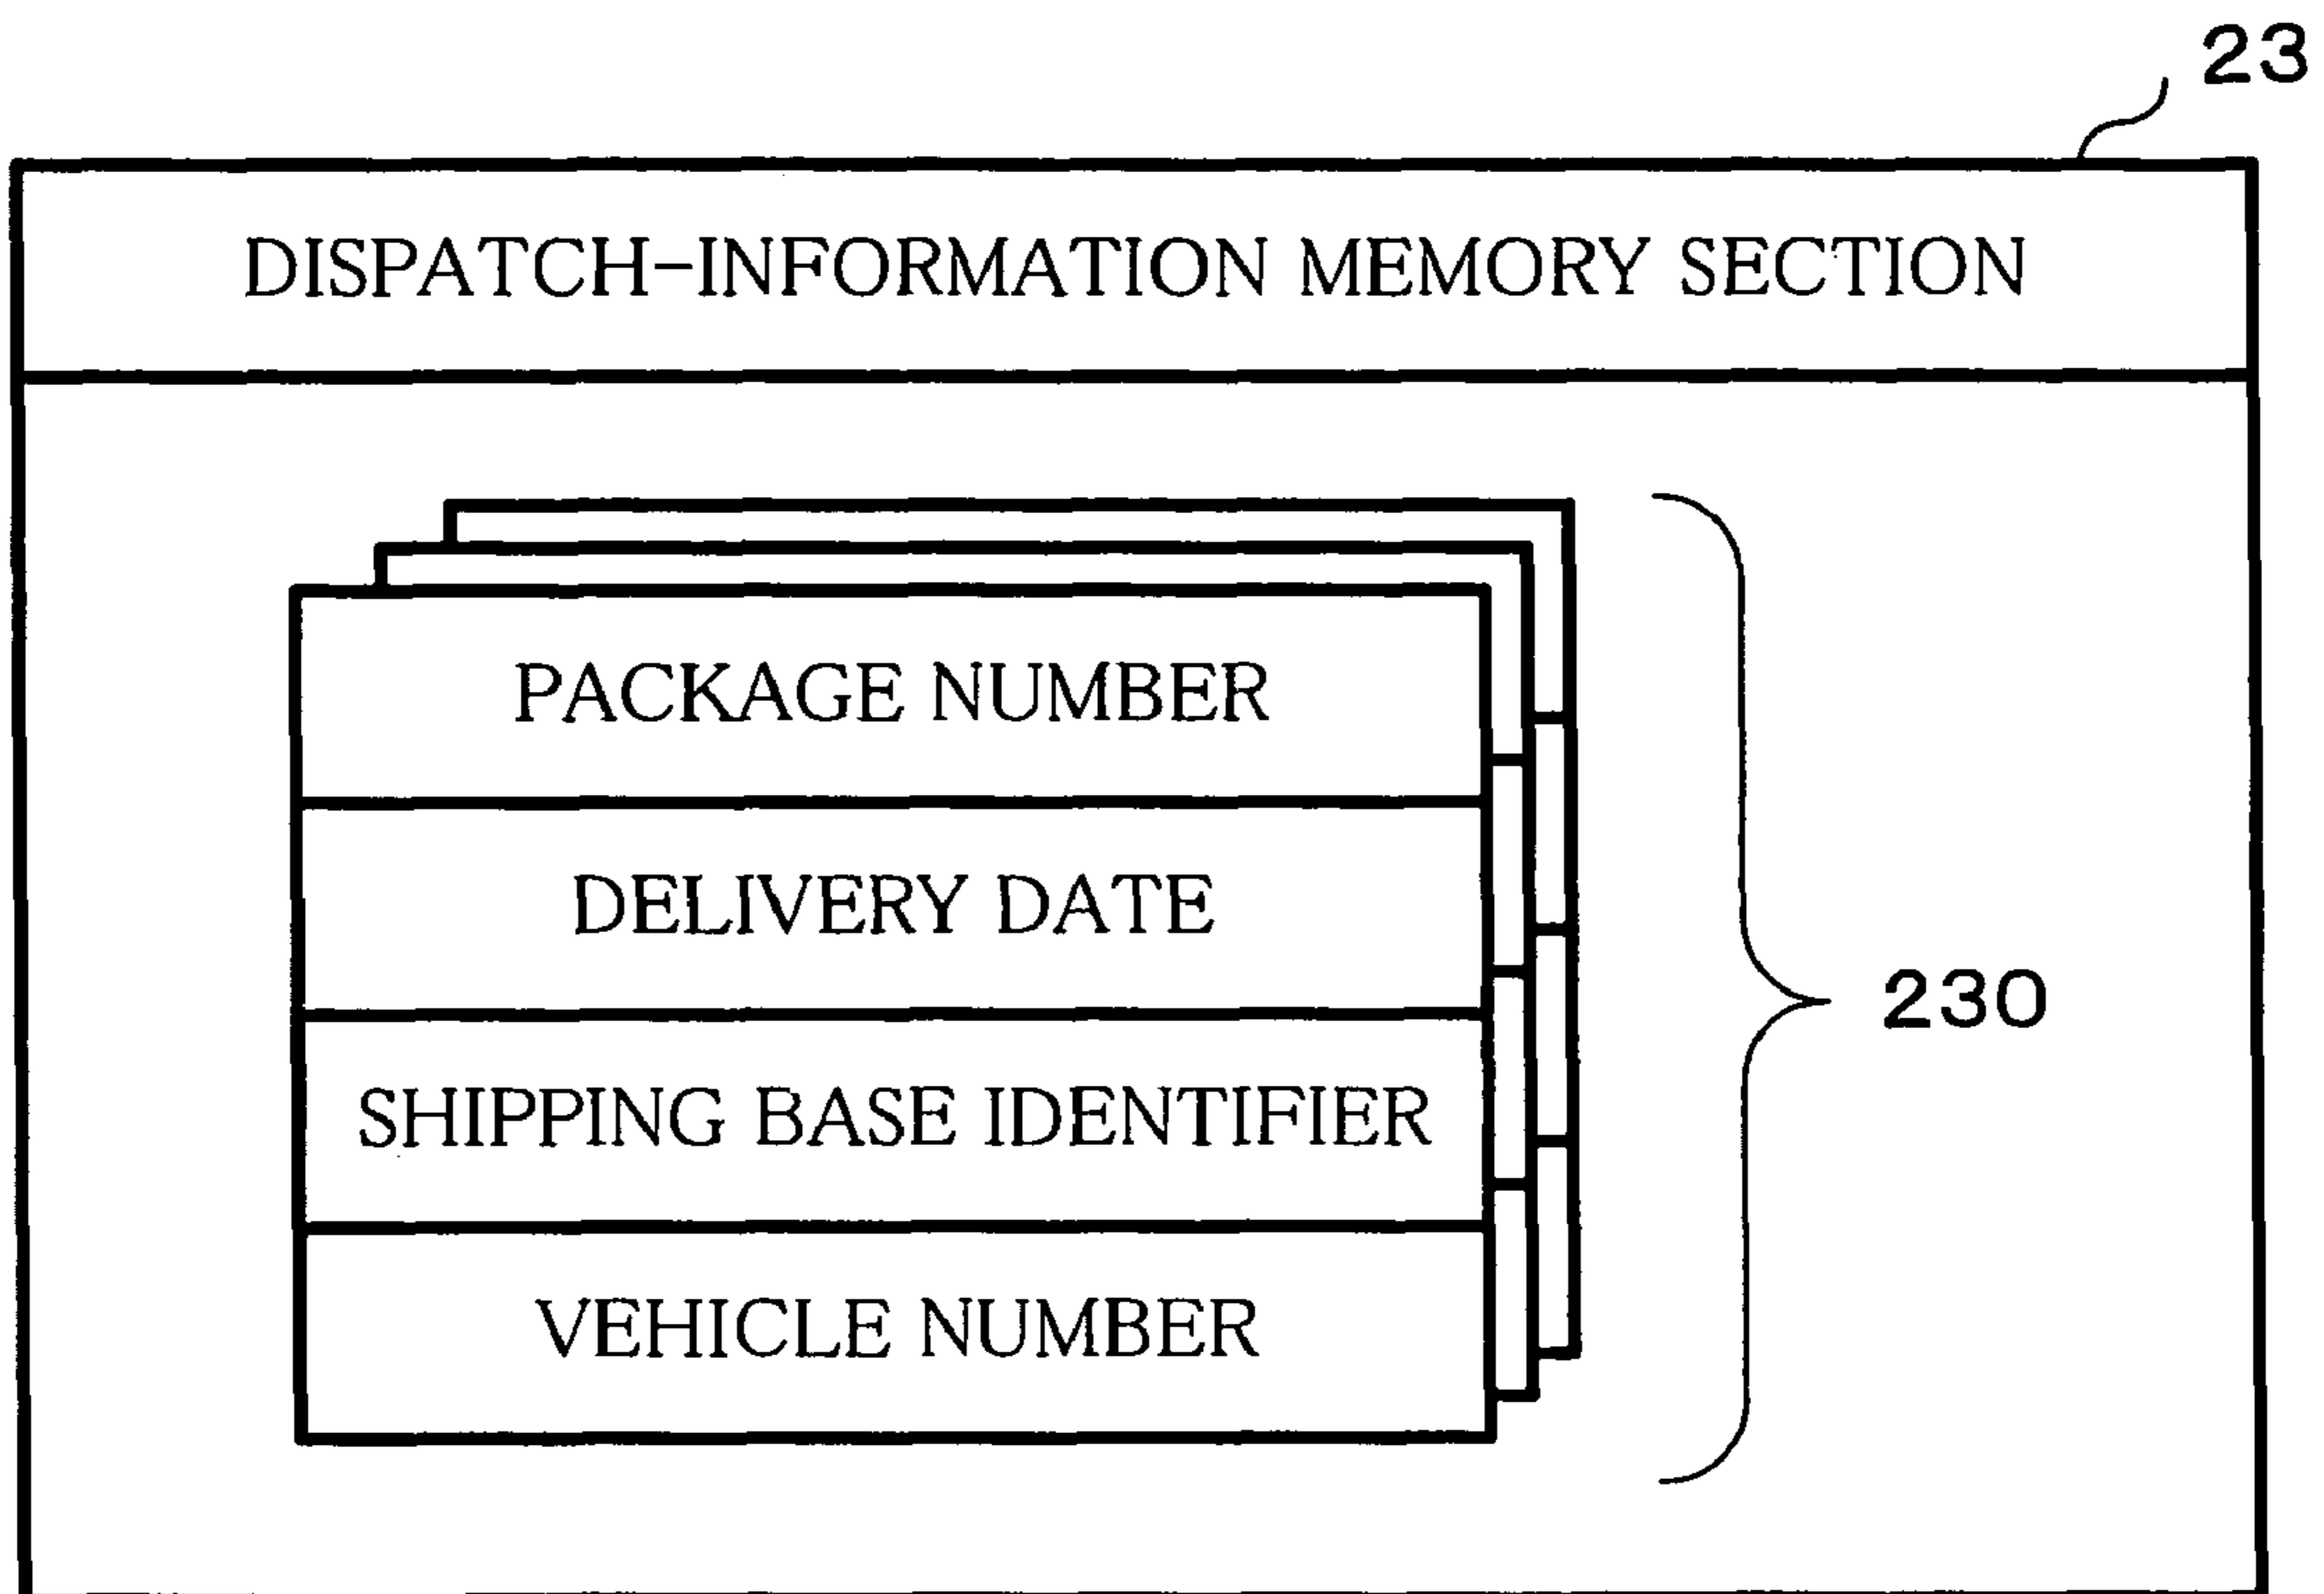 23
DISPATCH-INFORMATION MEMORY SECTION
PACKAGE NUMBER
DELIVERY DATE
230
SHIPPING BASE IDENTIFIER
VEHICLE NUMBER